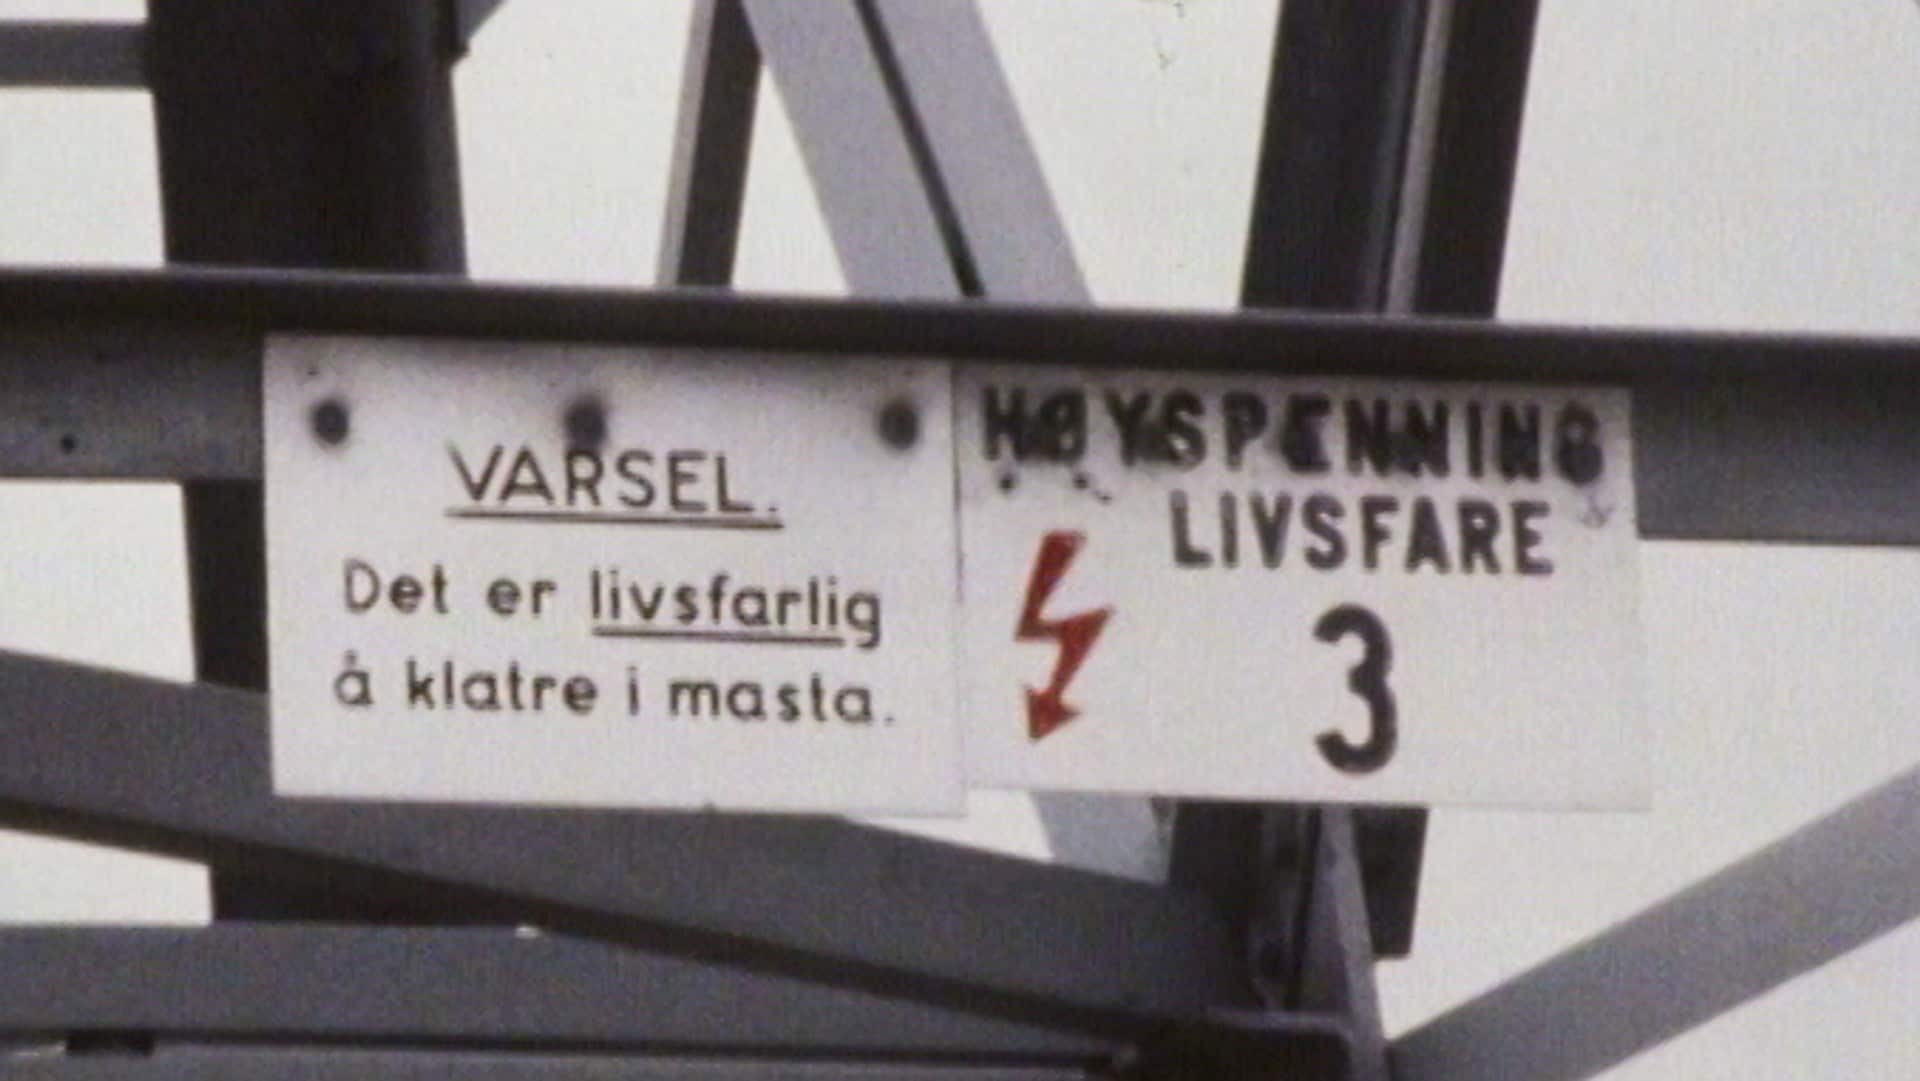 VARSEL.
Det er livsfarlig
å klatre i masta.
HØYSPENNING
LIVSFARE
3